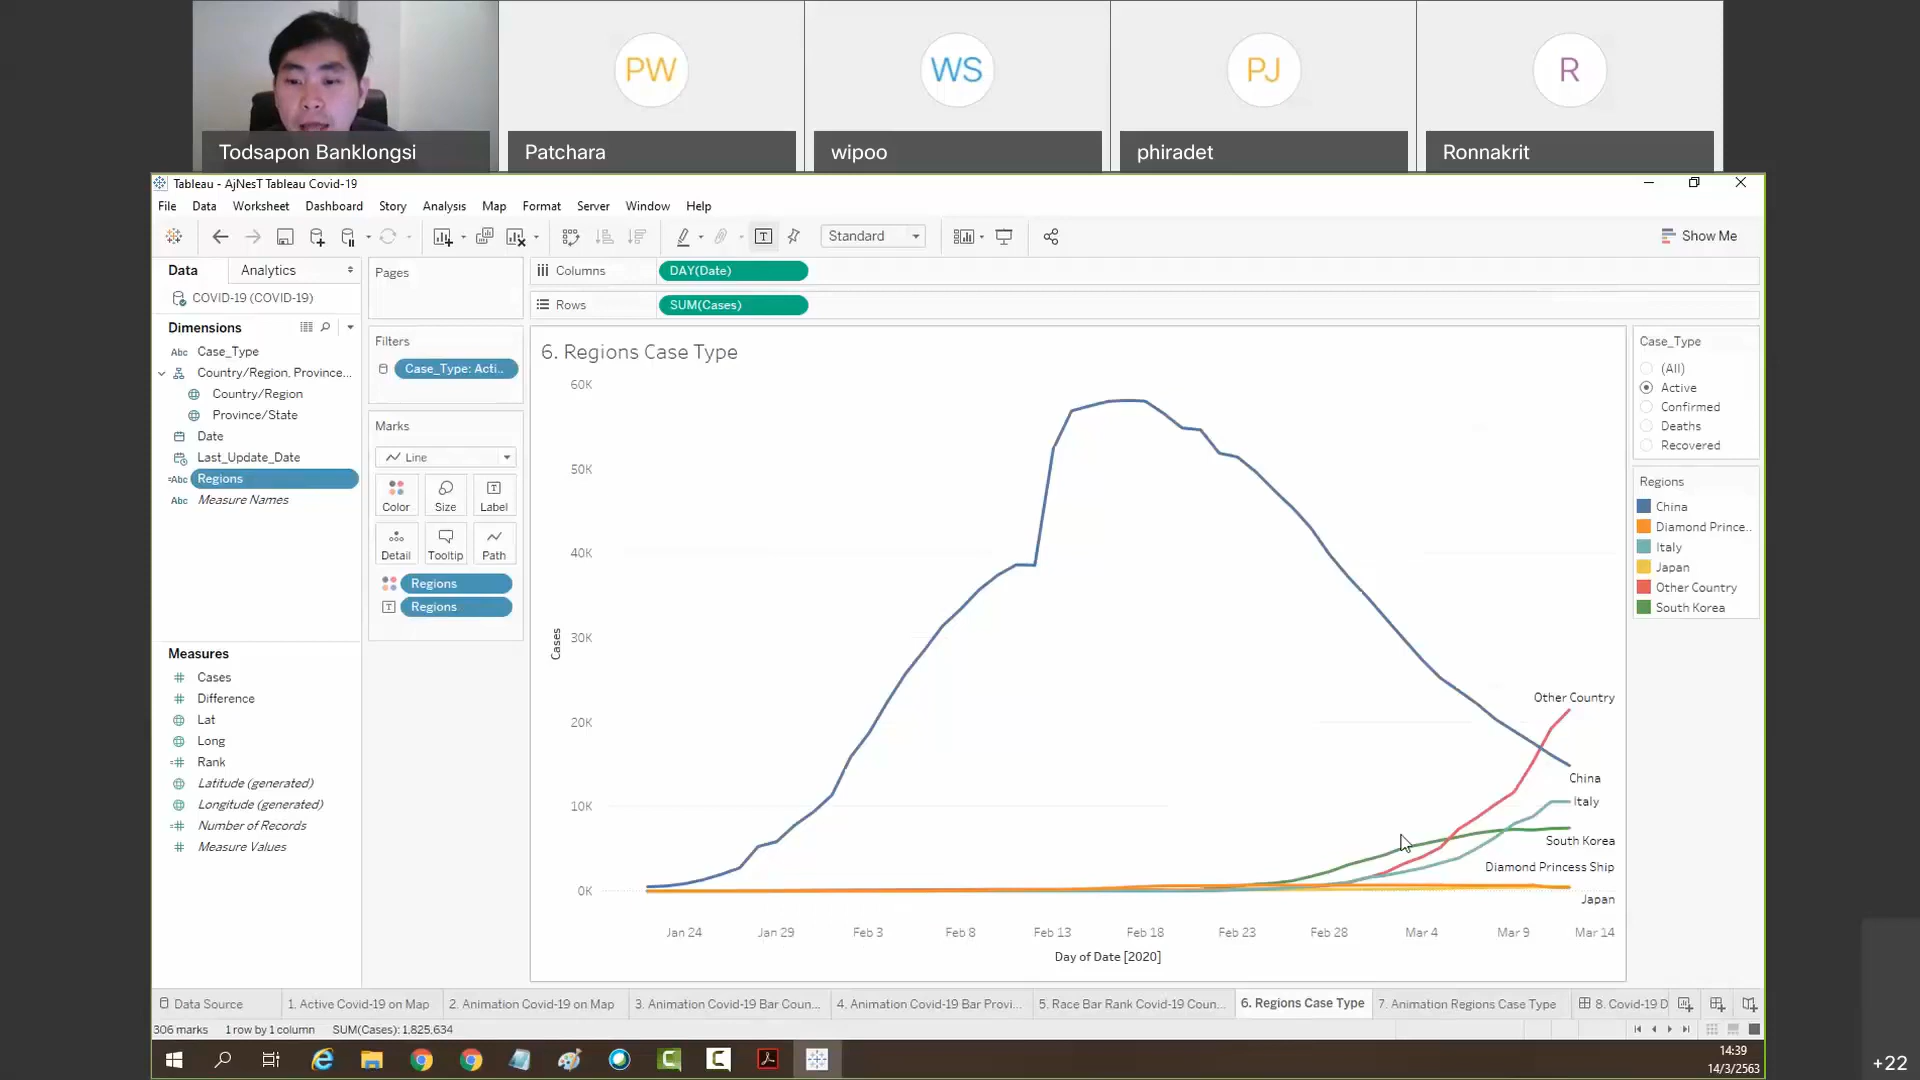 PW
WS
PJ
R
Todsapon Banklongsi
Patchara
wipoo
phiradet
Ronnakrit
Tableau - AjNesT Tableau Covid-19
File Data Worksheet Dashboard Story Analysis Map Format Server Window Help
Standard
Show Me
Data
Analytics
COVID-19 (COVID-19)
Dimensions
Abc Case_Type
Country/Region, Province...
Country/Region
Province/State
Date
Last_Update_Date
=Abc Regions
Abc Measure Names
Measures
Cases
Difference
Lat
Long
Rank
Latitude (generated)
Longitude (generated)
Number of Records
Measure Values
Pages
Filters
Case_Type: Acti..
Marks
Line
Color
Size
Label
Detail
Tooltip
Path
Regions
Regions
Columns
DAY(Date)
Rows
SUM(Cases)
6. Regions Case Type
60K
50K
40K
30K
20K
10K
0K
Cases
Other Country
China
Italy
South Korea
Diamond Princess Ship
Japan
Jan 24
Jan 29
Feb 3
Feb 8
Feb 13
Feb 18
Feb 23
Feb 28
Mar 4
Mar 9
Mar 14
Day of Date [2020]
Case_Type
(All)
Active
Confirmed
Deaths
Recovered
Regions
China
Diamond Prince..
Italy
Japan
Other Country
South Korea
Data Source
1. Active Covid-19 on Map
2. Animation Covid-19 on Map
3. Animation Covid-19 Bar Coun...
4. Animation Covid-19 Bar Provi...
5. Race Bar Rank Covid-19 Coun...
6. Regions Case Type
7. Animation Regions Case Type
8. Covid-19 D
306 marks
1 row by 1 column
SUM(Cases): 1,825,634
14:39
14/3/2563
+22